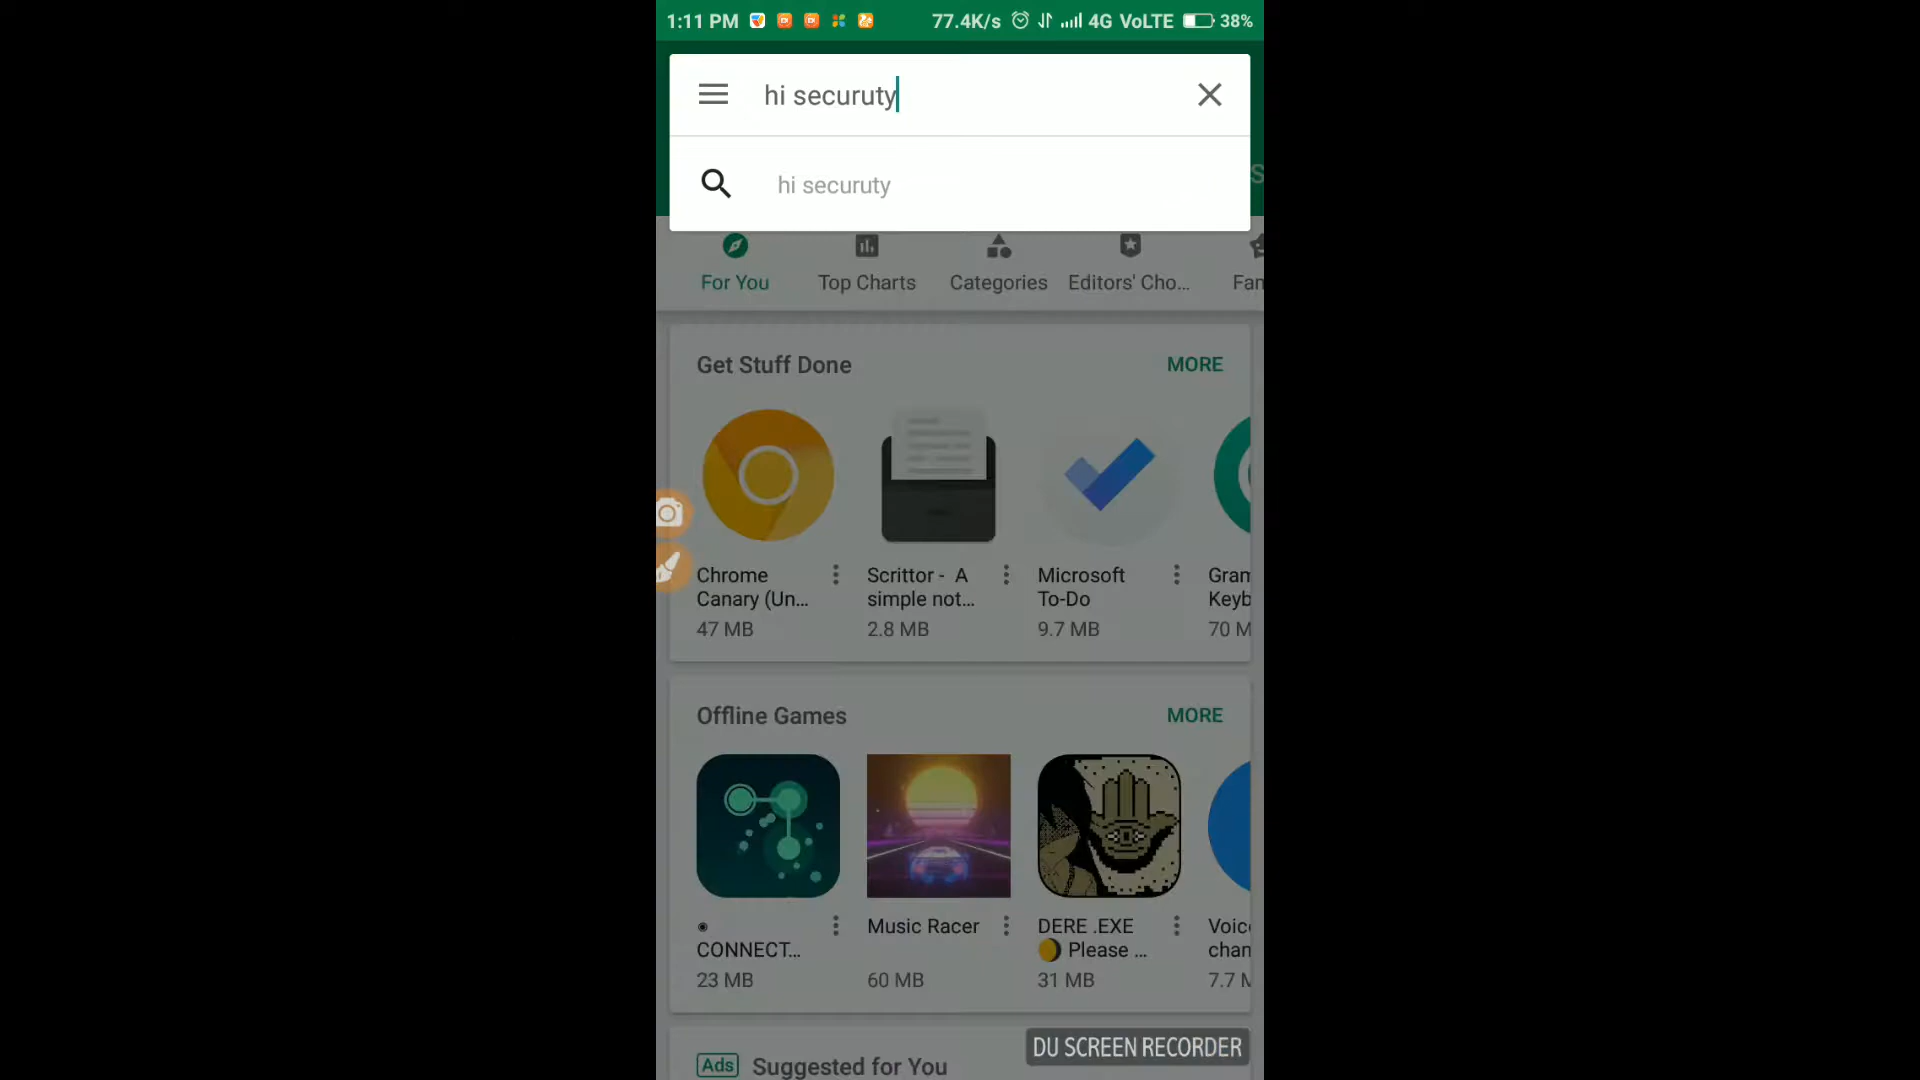 1:11 PM 77.4K/s 4G VoLTE 38%
hi securuty
hi securuty
For You Top Charts Categories Editors' Cho... Fan
Get Stuff Done MORE
Chrome Scrittor - A Microsoft Gram
Canary (Un... simple not... To-Do Keyb
47 MB 2.8 MB 9.7 MB 70 M
Offline Games MORE
Music Racer DERE .EXE Voic
CONNECT... Please ... chan
23 MB 60 MB 31 MB 7.7 M
DU SCREEN RECORDER
Ads Suggested for You